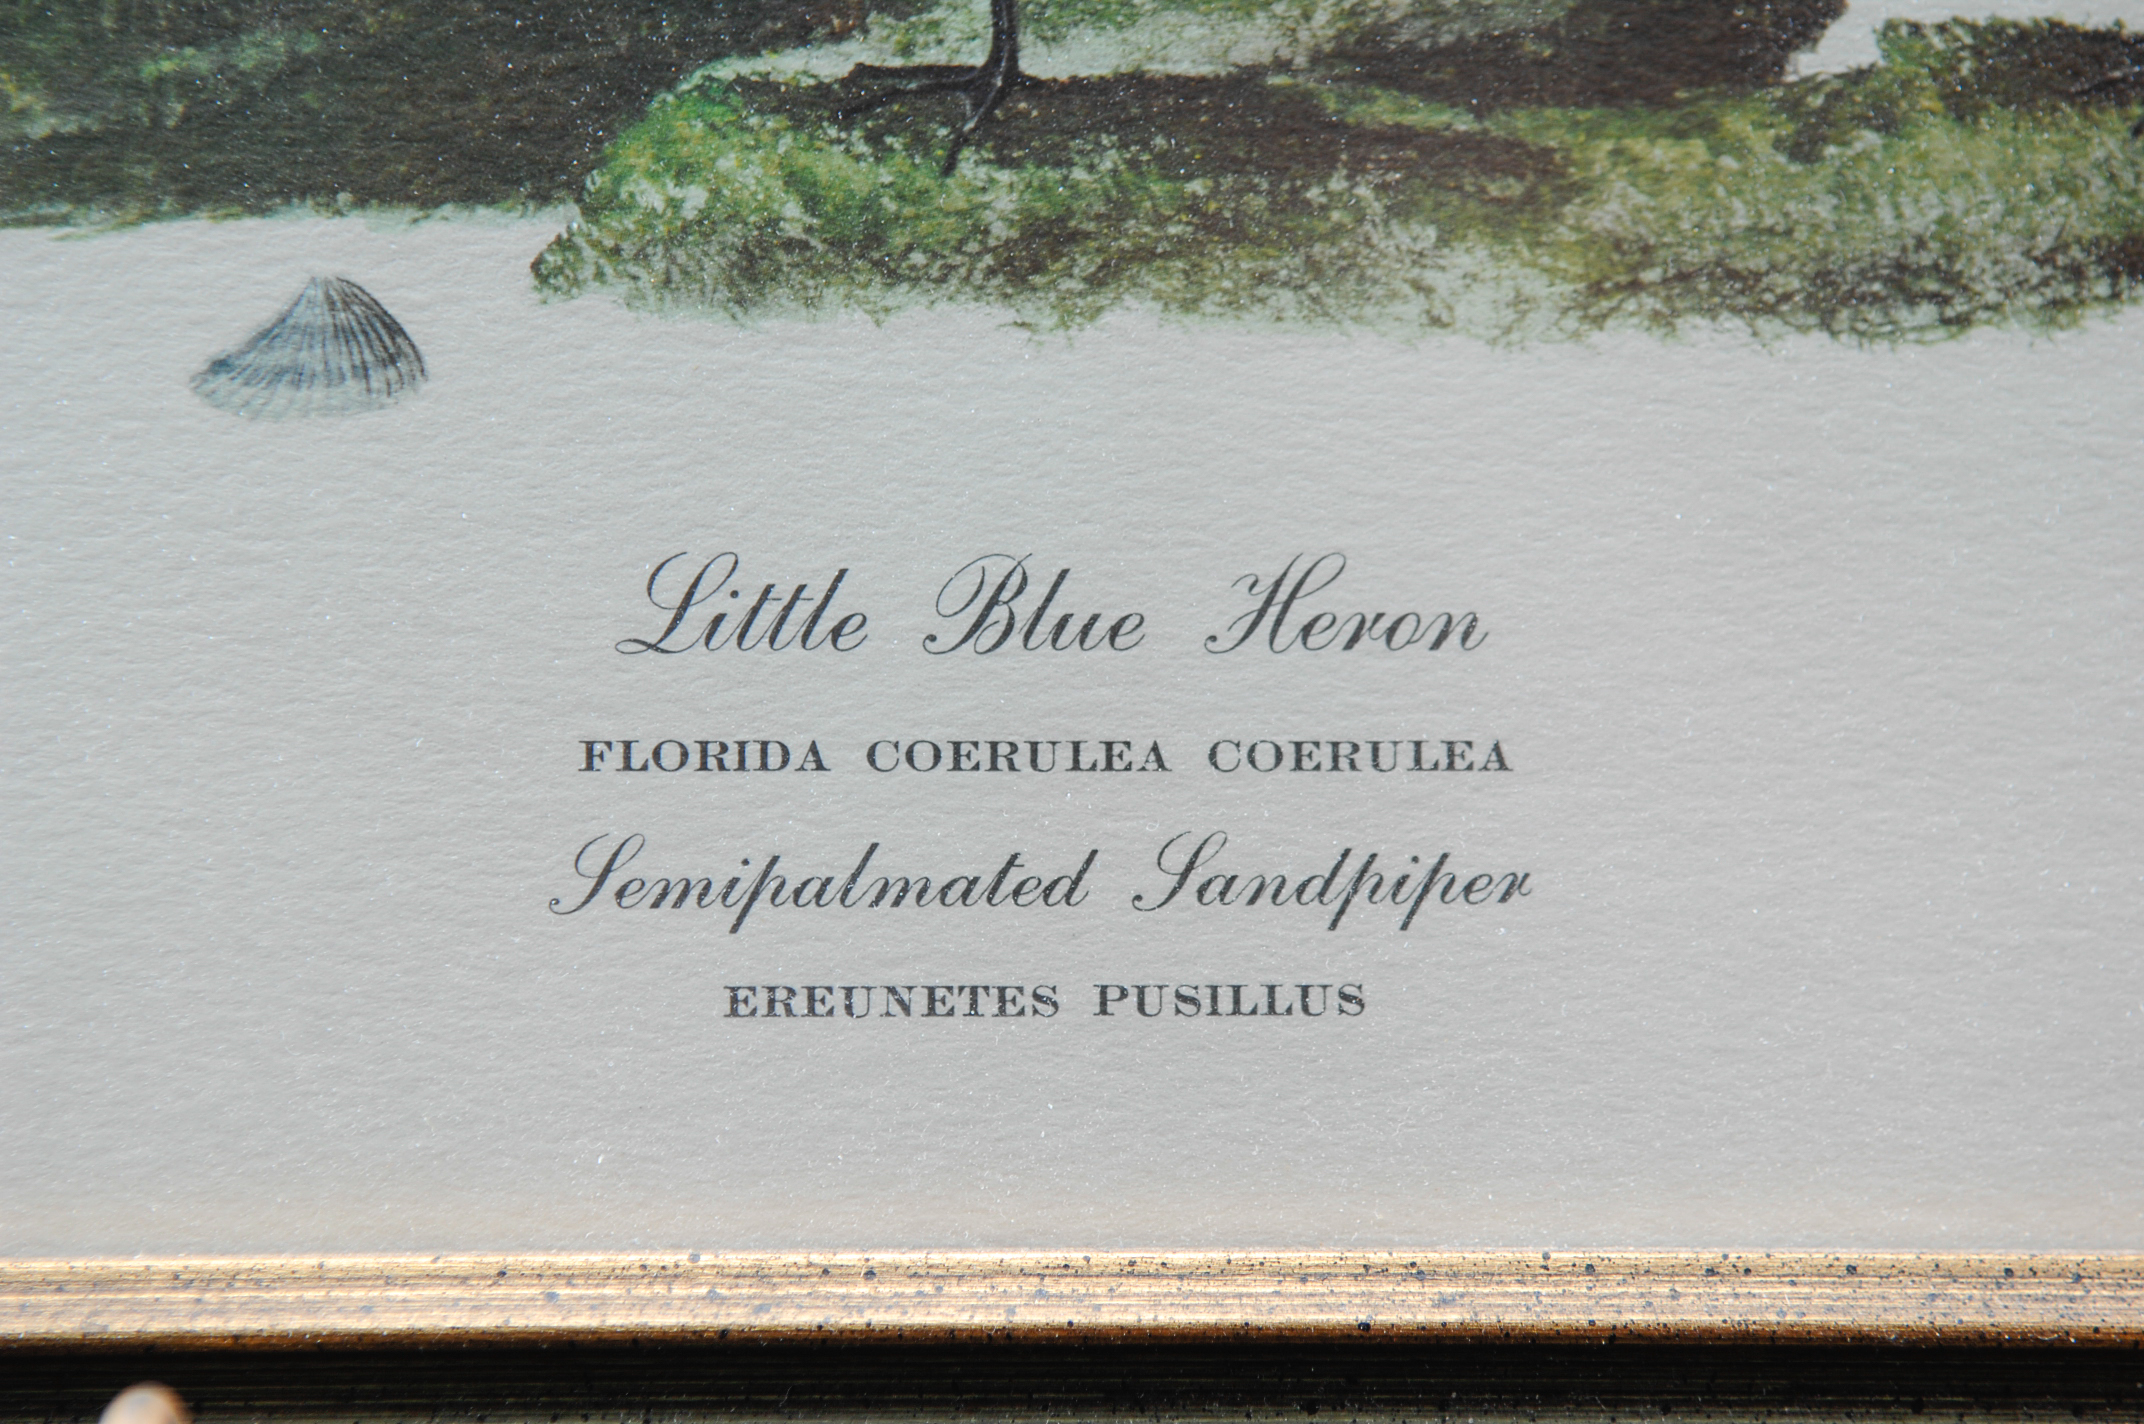 Little Blue Heron
FLORIDA COERULEA COERULEA
Semipalmated Sandpiper
EREUNETES PUSILLUS